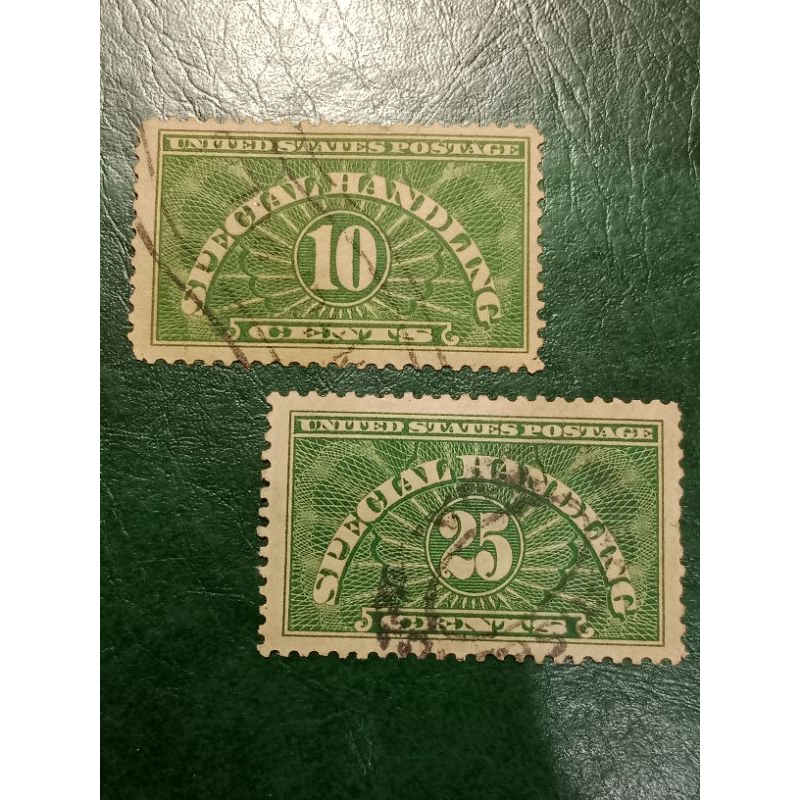 UNITED STATES POSTAGE
SPECIAL HANDLING
10
CENTS
UNITED STATES POSTAGE
SPECIAL HANDLING
25
CENTS